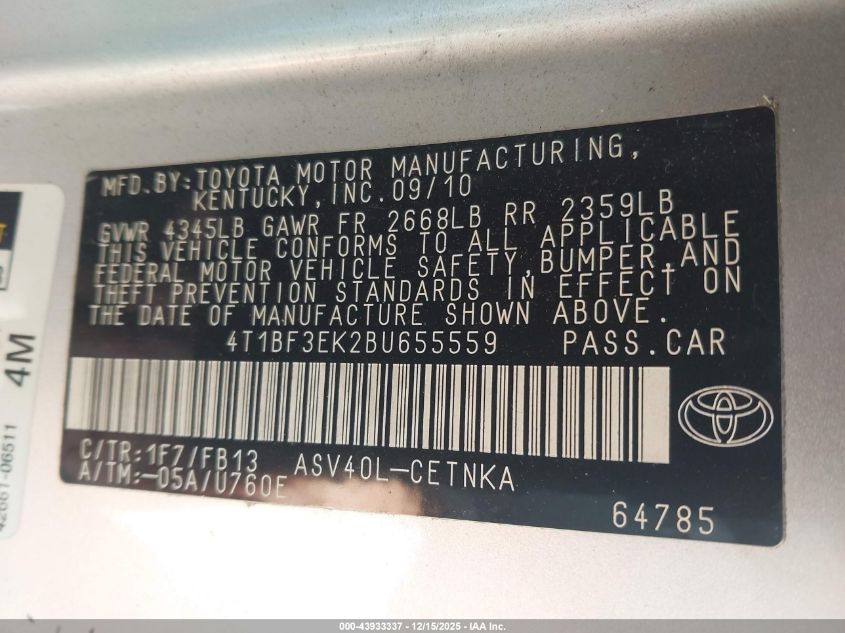 MFD.BY:TOYOTA MOTOR MANUFACTURING,
KENTUCKY,INC.09/10
GVWR 4345LB GAWR FR 2668LB RR 2359LB
THIS VEHICLE CONFORMS TO ALL APPLICABLE
FEDERAL MOTOR VEHICLE SAFETY,BUMPER,AND
THEFT PREVENTION STANDARDS IN EFFECT ON
THE DATE OF MANUFACTURE SHOWN ABOVE.
4T1BF3EK2BU655559 PASS.CAR
C/TR:1F7/FB13 ASV40L-CETNKA
A/TM:-05A/U760E
64785
4M
42661-06511
000-43933337 - 12/15/2025 - IAA Inc.